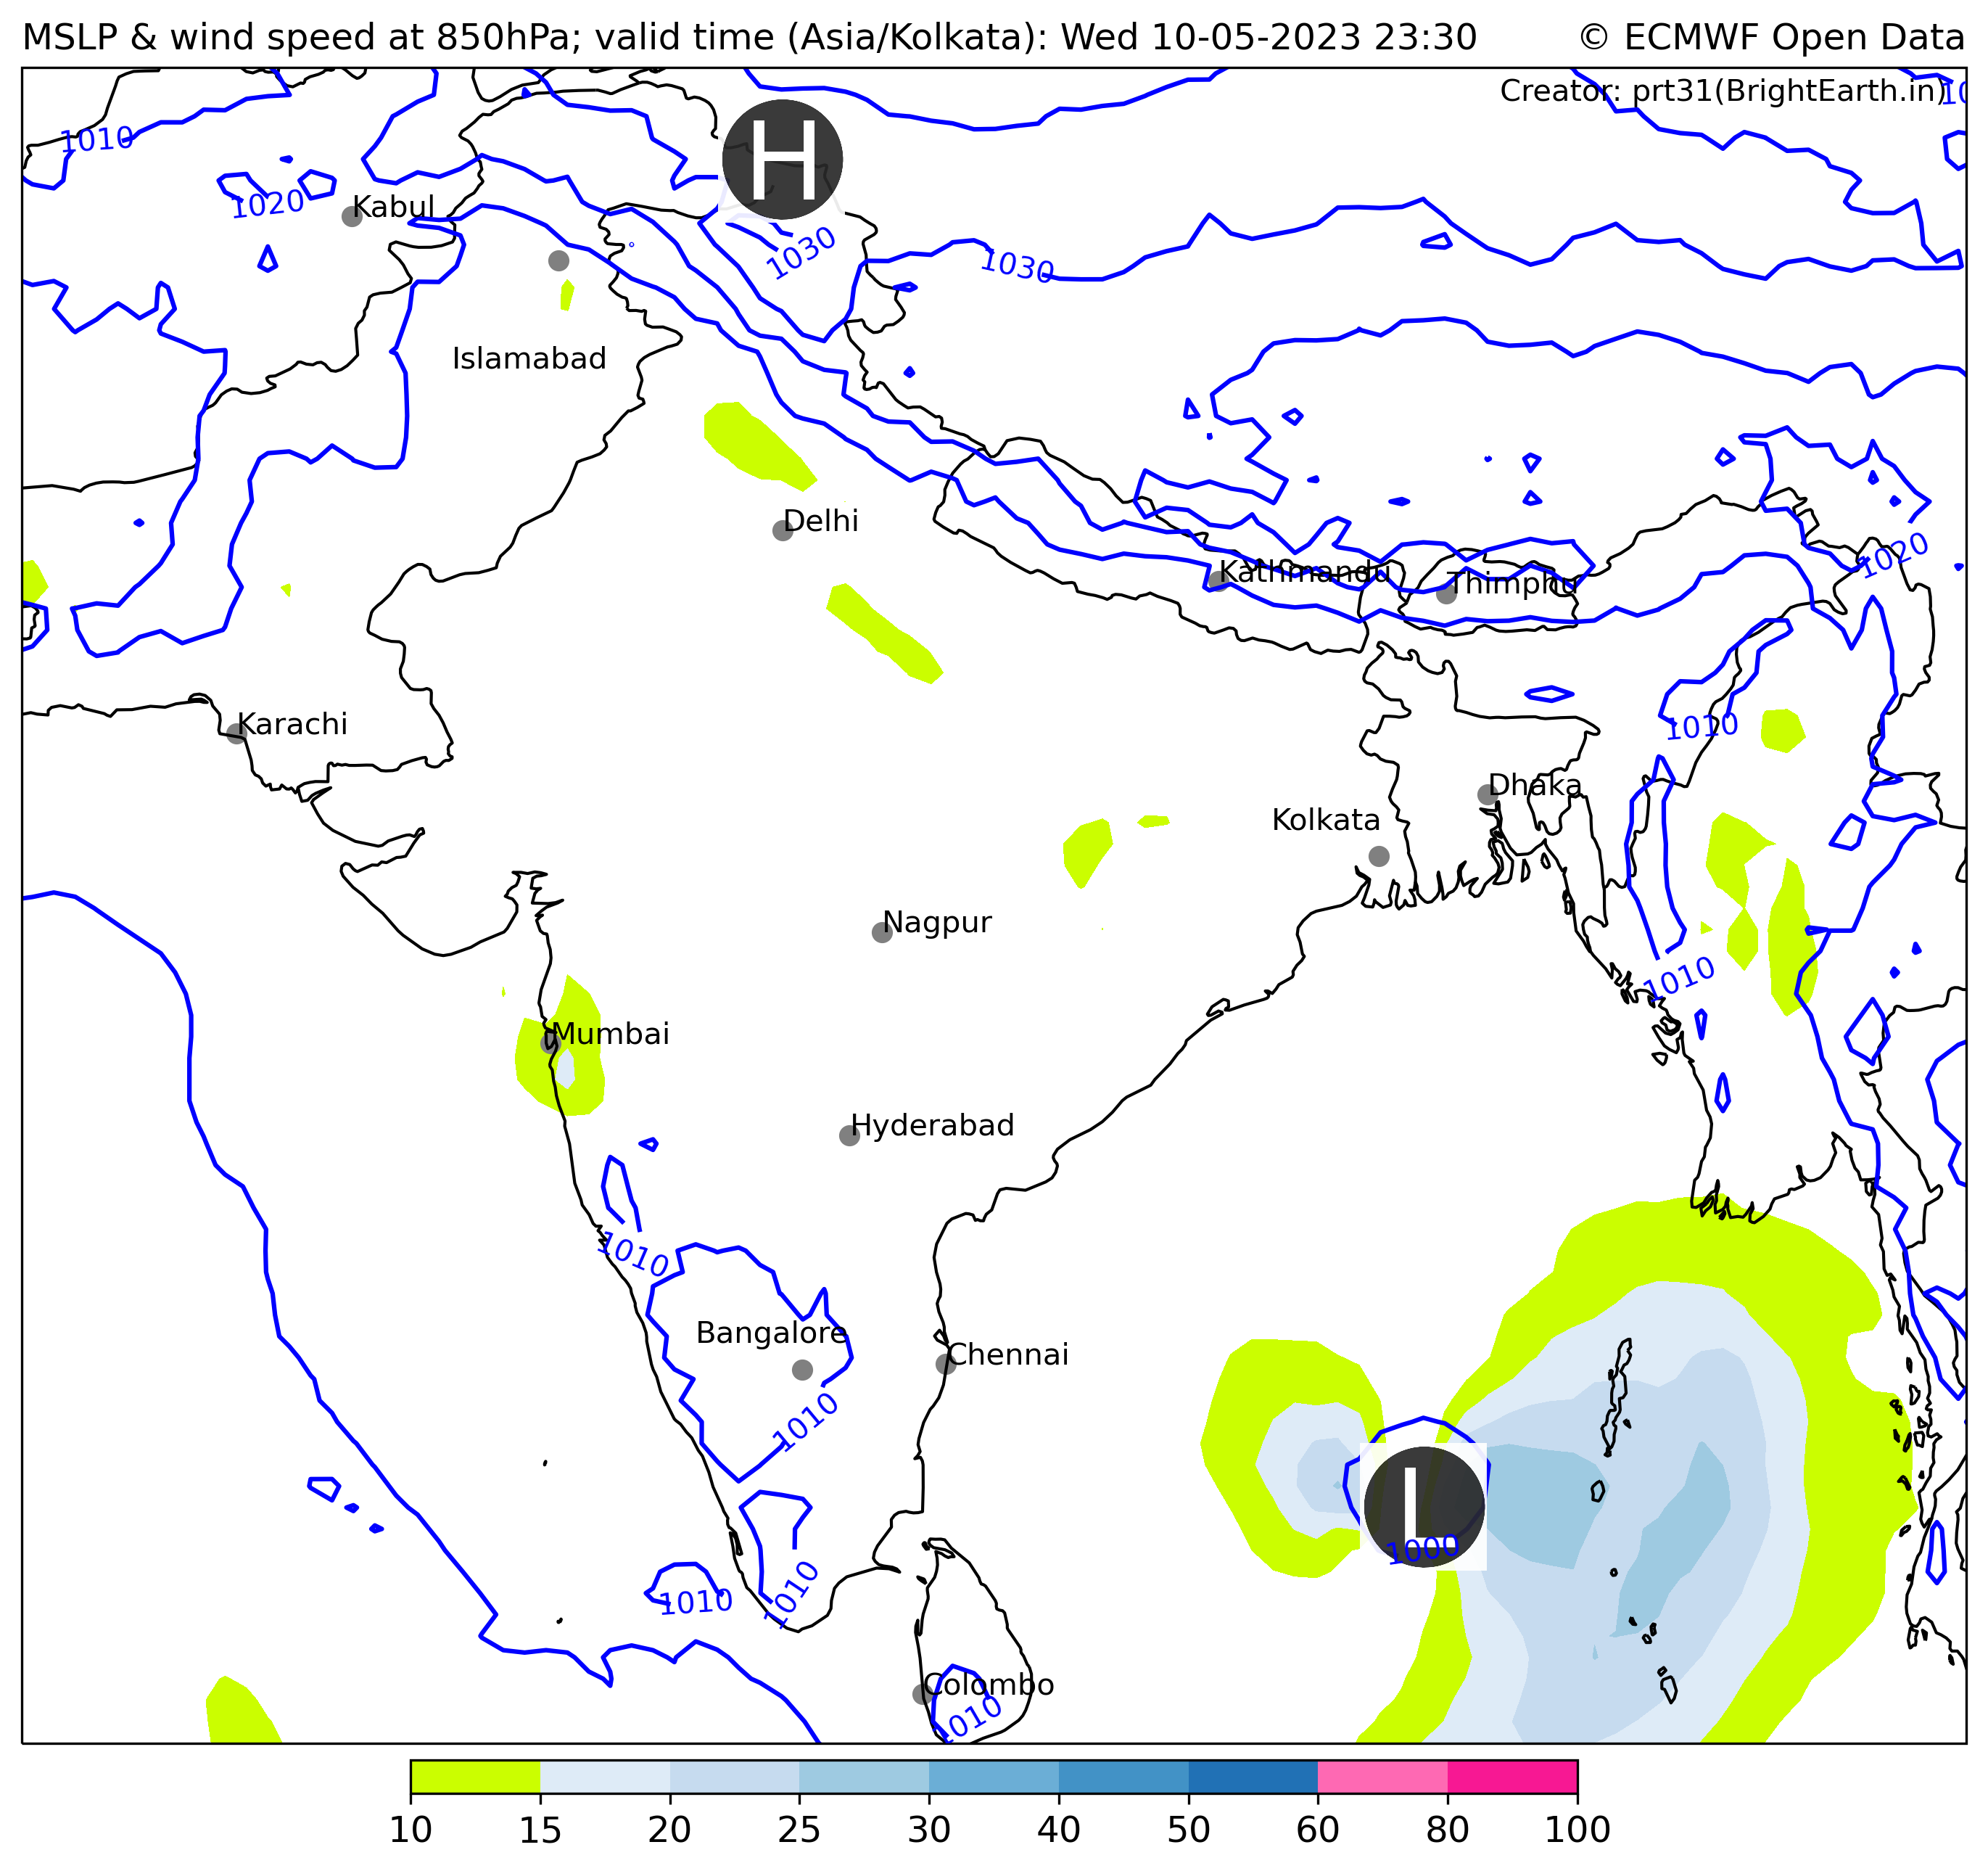 MSLP & wind speed at 850hPa; valid time (Asia/Kolkata): Wed 10-05-2023 23:30
© ECMWF Open Data
Creator: prt31(BrightEarth.in)
10
1010
H
1020
Kabul
1030
1030
Islamabad
Delhi
1020
Kathmandu
Thimphu
Karachi
1010
Dhaka
Kolkata
Nagpur
1010
Mumbai
Hyderabad
1010
Bangalore
Chennai
1010
L
1000
1010
1010
Colombo
1010
10 15 20 25 30 40 50 60 80 100